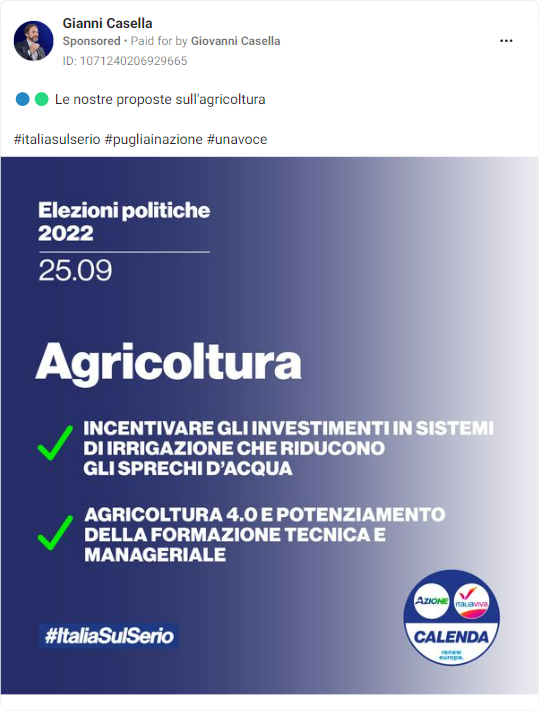 Gianni Casella
Sponsored • Paid for by Giovanni Casella
ID: 1071240206929665
Le nostre proposte sull'agricoltura
#italiasulserio #pugliainazione #unavoce
Elezioni politiche
2022
25.09
Agricoltura
INCENTIVARE GLI INVESTIMENTI IN SISTEMI
DI IRRIGAZIONE CHE RIDUCONO
GLI SPRECHI D'ACQUA
AGRICOLTURA 4.0 E POTENZIAMENTO
DELLA FORMAZIONE TECNICA E
MANAGERIALE
#ItaliaSulSerio
AZIONE
ITALIAVIVA
CALENDA
renew
europe.